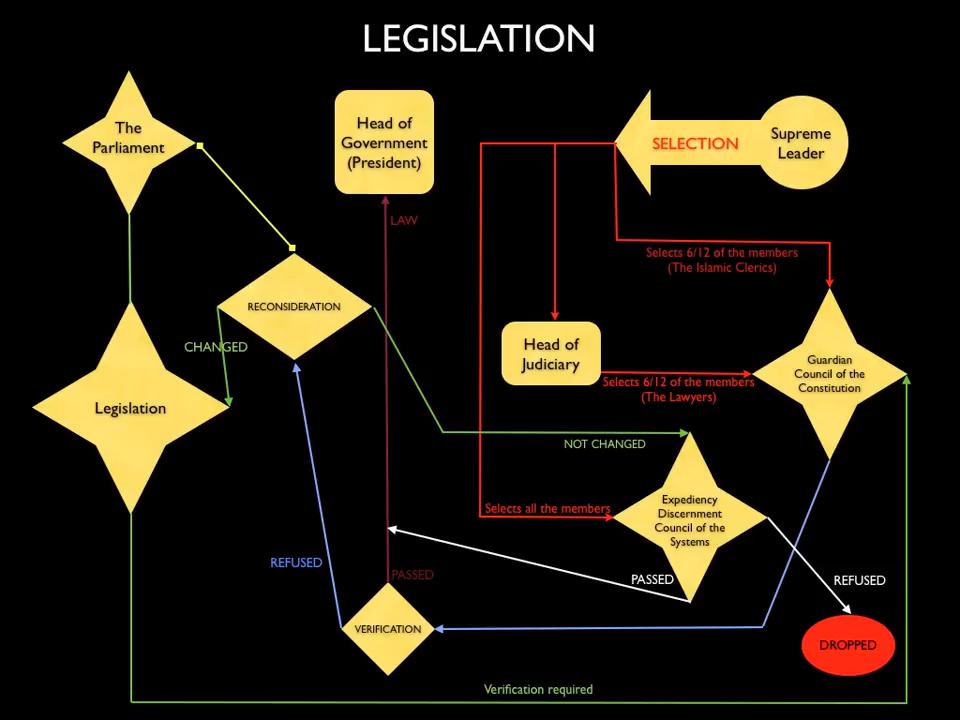 LEGISLATION
The
Parliament
Head of
Government
(President)
SELECTION
Supreme
Leader
LAW
Selects 6/12 of the members
(The Islamic Clerics)
RECONSIDERATION
CHANGED
Head of
Judiciary
Guardian
Council of the
Constitution
Selects 6/12 of the members
(The Lawyers)
Legislation
NOT CHANGED
Selects all the members
Expediency
Discernment
Council of the
Systems
REFUSED
PASSED
PASSED
REFUSED
VERIFICATION
DROPPED
Verification required